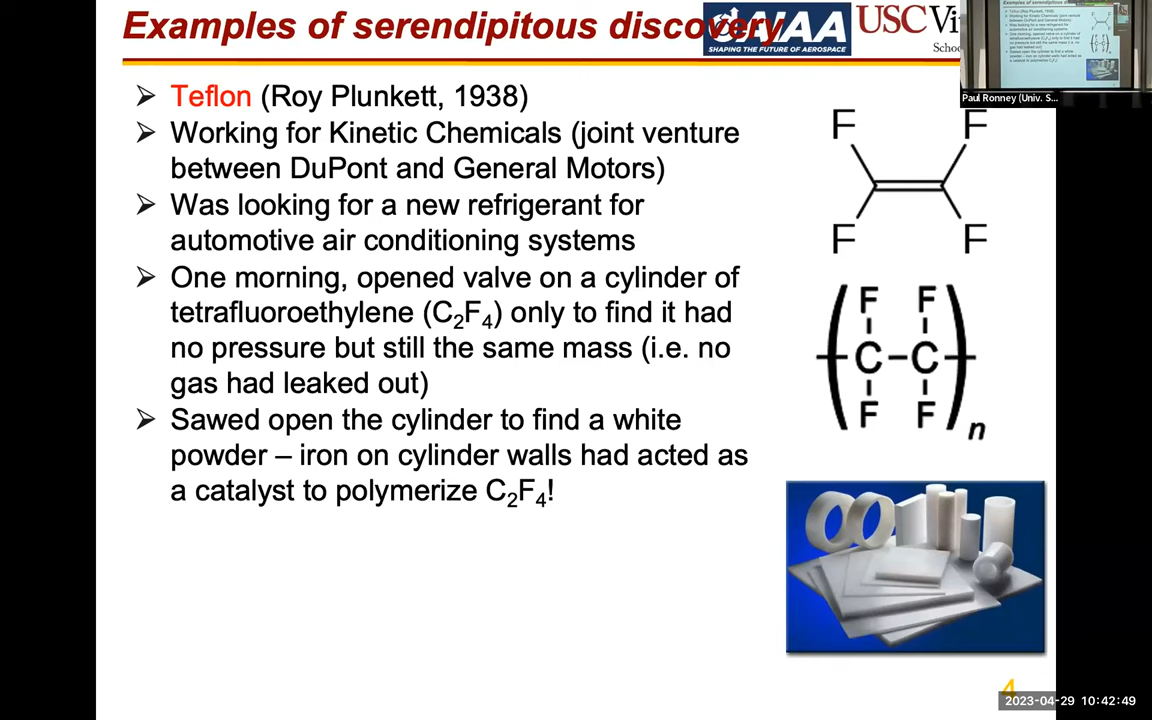 Examples of serendipitous discovery
AIAA
SHAPING THE FUTURE OF AEROSPACE
USC Vit
Schoo
Paul Ronney (Univ. S...
➢ Teflon (Roy Plunkett, 1938)
➢ Working for Kinetic Chemicals (joint venture
between DuPont and General Motors)
➢ Was looking for a new refrigerant for
automotive air conditioning systems
➢ One morning, opened valve on a cylinder of
tetrafluoroethylene (C₂F₄) only to find it had
no pressure but still the same mass (i.e. no
gas had leaked out)
➢ Sawed open the cylinder to find a white
powder – iron on cylinder walls had acted as
a catalyst to polymerize C₂F₄!
F F
F F
F F
C–C
F F
n
4
2023-04-29 10:42:49